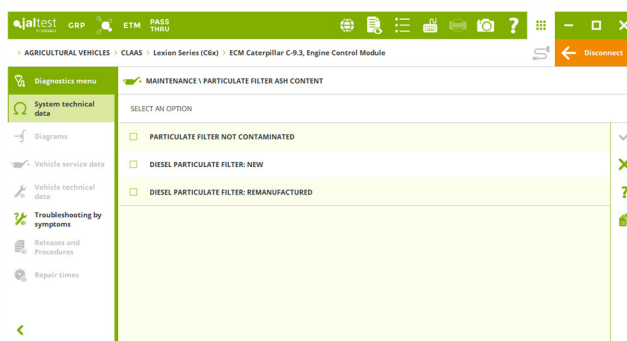 jaltest GRP ETM PASS THRU
> AGRICULTURAL VEHICLES > CLAAS > Lexion Series (C6x) > ECM Caterpillar C-9.3, Engine Control Module
Disconnect
Diagnostics menu
MAINTENANCE \ PARTICULATE FILTER ASH CONTENT
System technical data
SELECT AN OPTION
Diagrams
PARTICULATE FILTER NOT CONTAMINATED
Vehicle service data
DIESEL PARTICULATE FILTER: NEW
Vehicle technical data
DIESEL PARTICULATE FILTER: REMANUFACTURED
Troubleshooting by symptoms
Releases and Procedures
Repair times